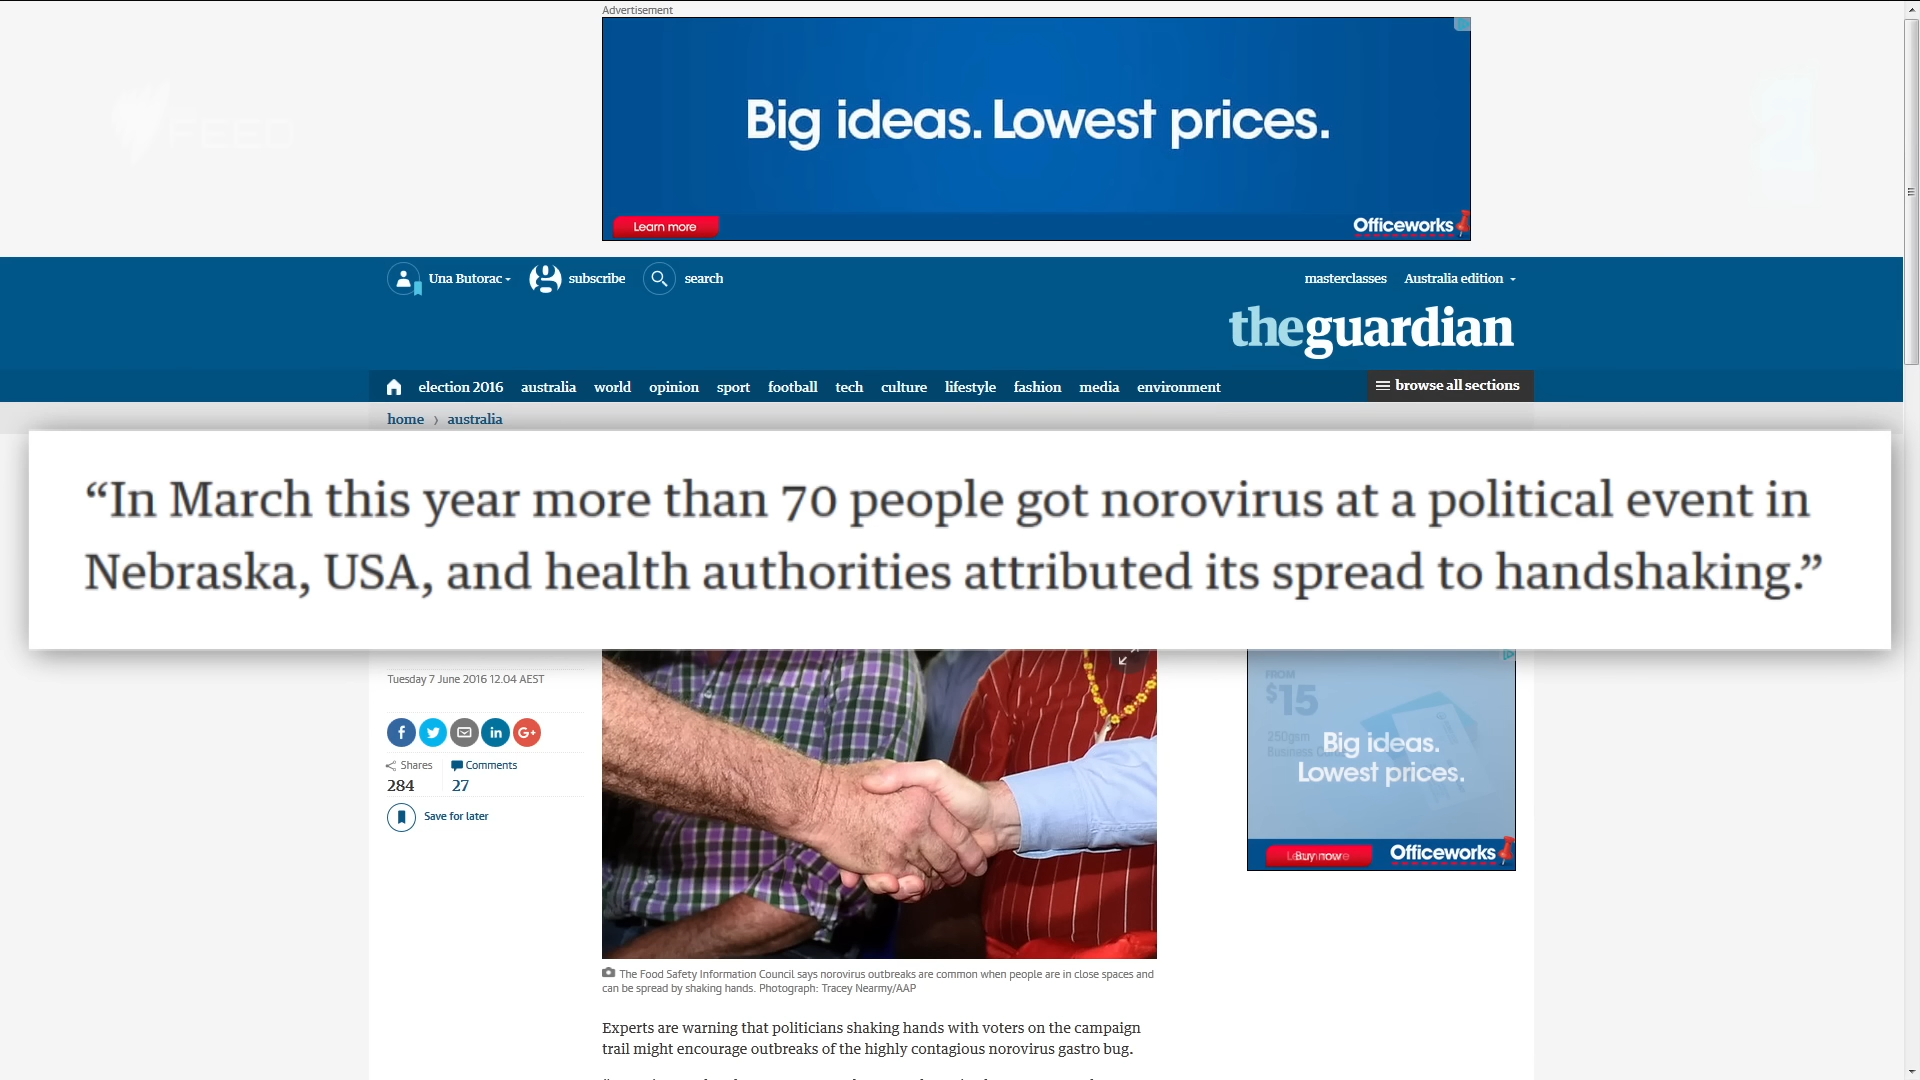 Advertisement
Big ideas. Lowest prices.
Learn more
Officeworks
Una Butorac
subscribe
search
masterclasses
Australia edition
theguardian
election 2016
australia
world
opinion
sport
football
tech
culture
lifestyle
fashion
media
environment
browse all sections
home › australia
“In March this year more than 70 people got norovirus at a political event in
Nebraska, USA, and health authorities attributed its spread to handshaking.”
Tuesday 7 June 2016 12.04 AEST
Shares
284
Comments
27
Save for later
FROM
$15
250gsm
Big ideas.
Lowest prices.
Buy now
Officeworks
The Food Safety Information Council says norovirus outbreaks are common when people are in close spaces and
can be spread by shaking hands. Photograph: Tracey Nearmy/AAP
Experts are warning that politicians shaking hands with voters on the campaign
trail might encourage outbreaks of the highly contagious norovirus gastro bug.
FEED